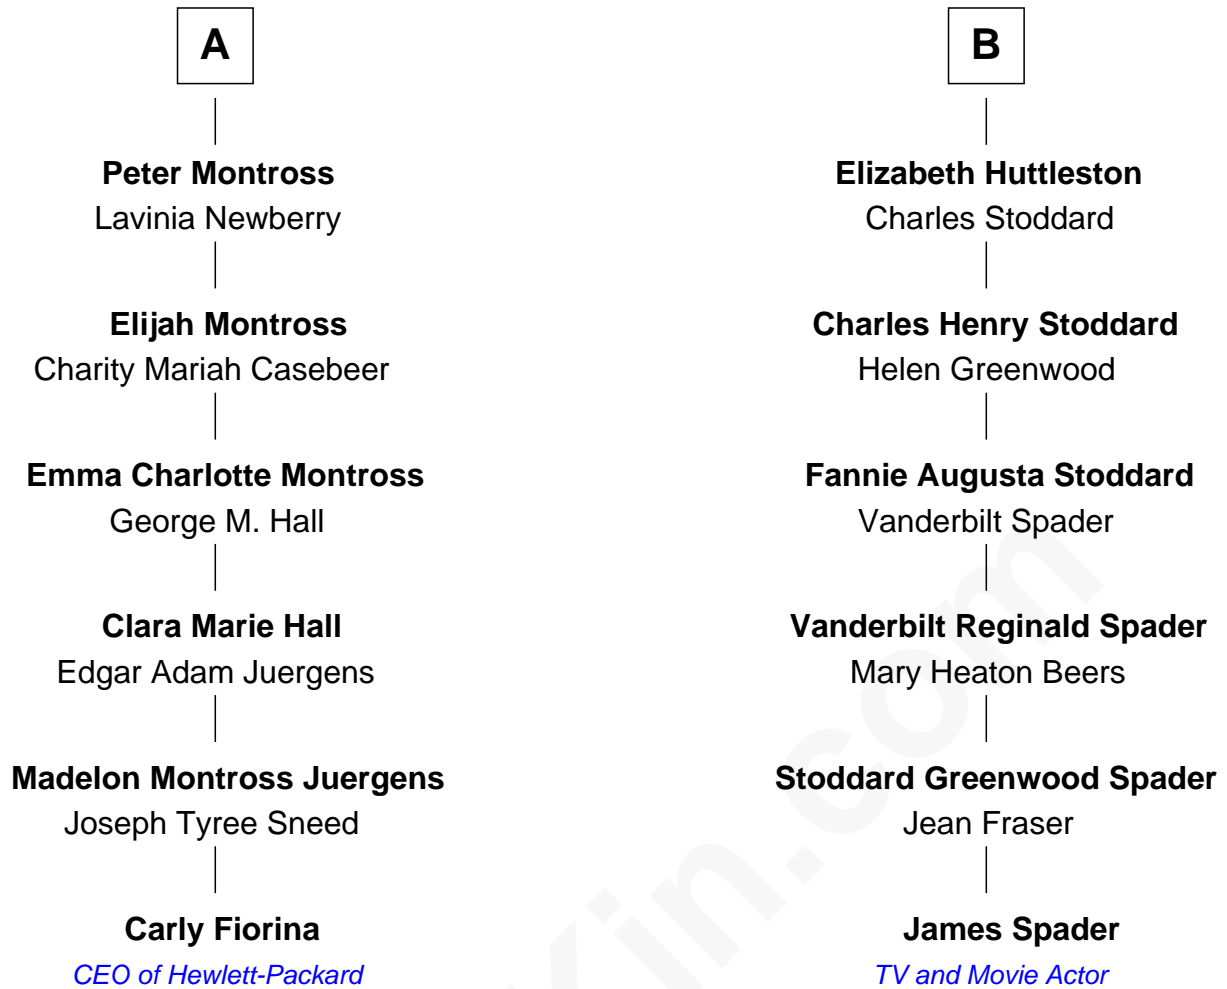 A
Peter Montross
Lavinia Newberry
Elijah Montross
Charity Mariah Casebeer
Emma Charlotte Montross
George M. Hall
Clara Marie Hall
Edgar Adam Juergens
Madelon Montross Juergens
Joseph Tyree Sneed
Carly Fiorina
CEO of Hewlett-Packard
B
Elizabeth Huttleston
Charles Stoddard
Charles Henry Stoddard
Helen Greenwood
Fannie Augusta Stoddard
Vanderbilt Spader
Vanderbilt Reginald Spader
Mary Heaton Beers
Stoddard Greenwood Spader
Jean Fraser
James Spader
TV and Movie Actor